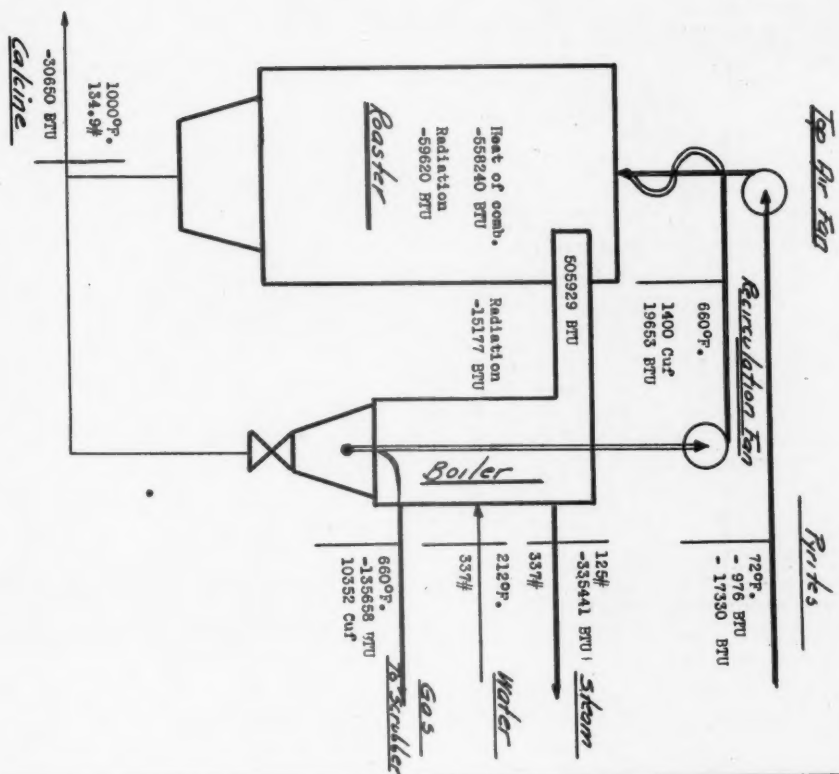 Top Air Fan
Pyrites
72°F.
- 976 BTU
- 17330 BTU
Recirculation Fan
660°F.
1400 Cuf
19653 BTU
Heat of comb.
-558240 BTU
Radiation
-59620 BTU
Roaster
505929 BTU
Radiation
-15177 BTU
Boiler
125#
-335441 BTU
337#
Steam
212°F.
337#
Water
660°F.
-135658 BTU
10352 Cuf
Gas
To Scrubber
1000°F.
134.9#
-30650 BTU
Calcine